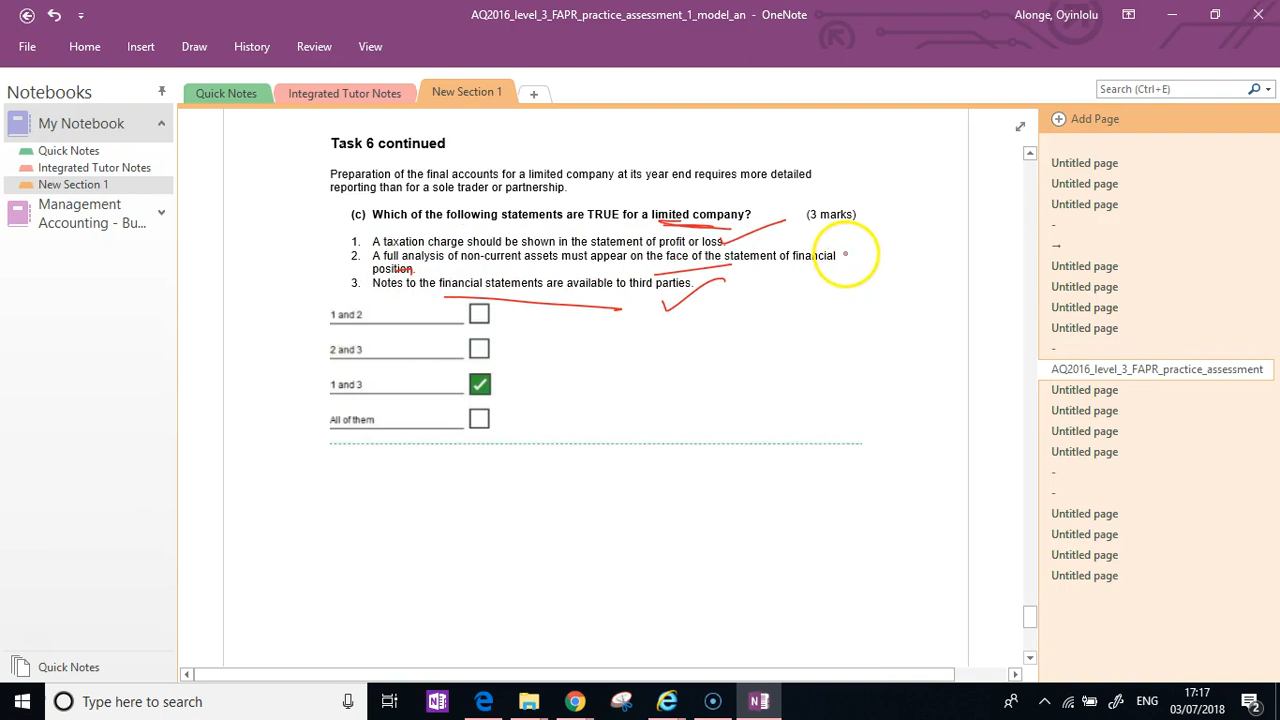 AQ2016_level_3_FAPR_practice_assessment_1_model_an - OneNote
Alonge, Oyinlolu
File Home Insert Draw History Review View
Notebooks
My Notebook
Quick Notes
Integrated Tutor Notes
New Section 1
Management
Accounting - Bu...
Quick Notes
Quick Notes Integrated Tutor Notes New Section 1 +
Search (Ctrl+E)
Task 6 continued
Preparation of the final accounts for a limited company at its year end requires more detailed
reporting than for a sole trader or partnership.
(c) Which of the following statements are TRUE for a limited company? (3 marks)
1. A taxation charge should be shown in the statement of profit or loss.
2. A full analysis of non-current assets must appear on the face of the statement of financial
position.
3. Notes to the financial statements are available to third parties.
1 and 2
2 and 3
1 and 3
All of them
Add Page
Untitled page
Untitled page
Untitled page
-
→
Untitled page
Untitled page
Untitled page
Untitled page
-
AQ2016_level_3_FAPR_practice_assessment
Untitled page
Untitled page
Untitled page
Untitled page
-
-
Untitled page
Untitled page
Untitled page
Untitled page
Type here to search
ENG
17:17
03/07/2018
2